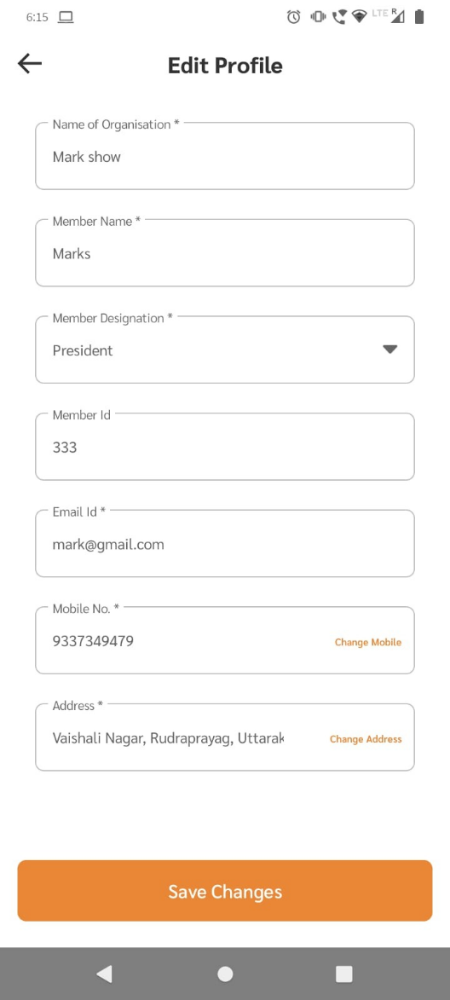 6:15
LTE R
Edit Profile
Name of Organisation *
Mark show
Member Name *
Marks
Member Designation *
President
Member Id
333
Email Id *
mark@gmail.com
Mobile No. *
9337349479 Change Mobile
Address *
Vaishali Nagar, Rudraprayag, Uttarak Change Address
Save Changes